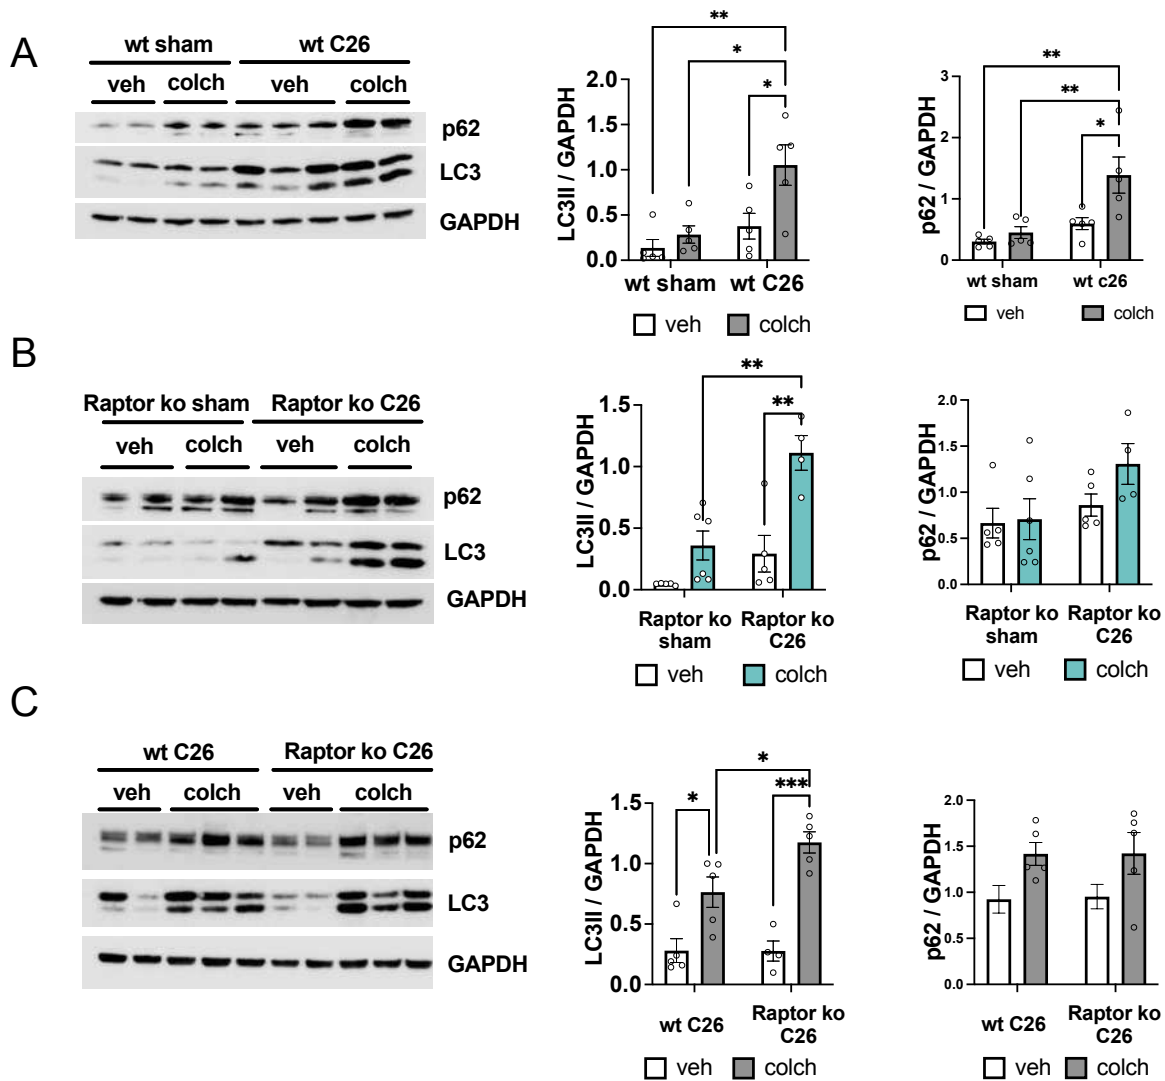 A
wt sham wt C26
veh colch veh colch
p62
LC3
GAPDH
** 
* 
*
LC3II / GAPDH
2.0
1.5
1.0
0.5
0.0
wt sham wt C26
veh colch
**
**
*
p62 / GAPDH
3
2
1
0
wt sham wt c26
veh colch
B
Raptor ko sham Raptor ko C26
veh colch veh colch
p62
LC3
GAPDH
**
**
LC3II / GAPDH
1.5
1.0
0.5
0.0
Raptor ko Raptor ko
sham C26
veh colch
p62 / GAPDH
2.0
1.5
1.0
0.5
0.0
Raptor ko Raptor ko
sham C26
veh colch
C
wt C26 Raptor ko C26
veh colch veh colch
p62
LC3
GAPDH
*
* ***
LC3II / GAPDH
1.5
1.0
0.5
0.0
wt C26 Raptor ko
C26
veh colch
p62 / GAPDH
2.0
1.5
1.0
0.5
0.0
wt C26 Raptor ko
C26
veh colch